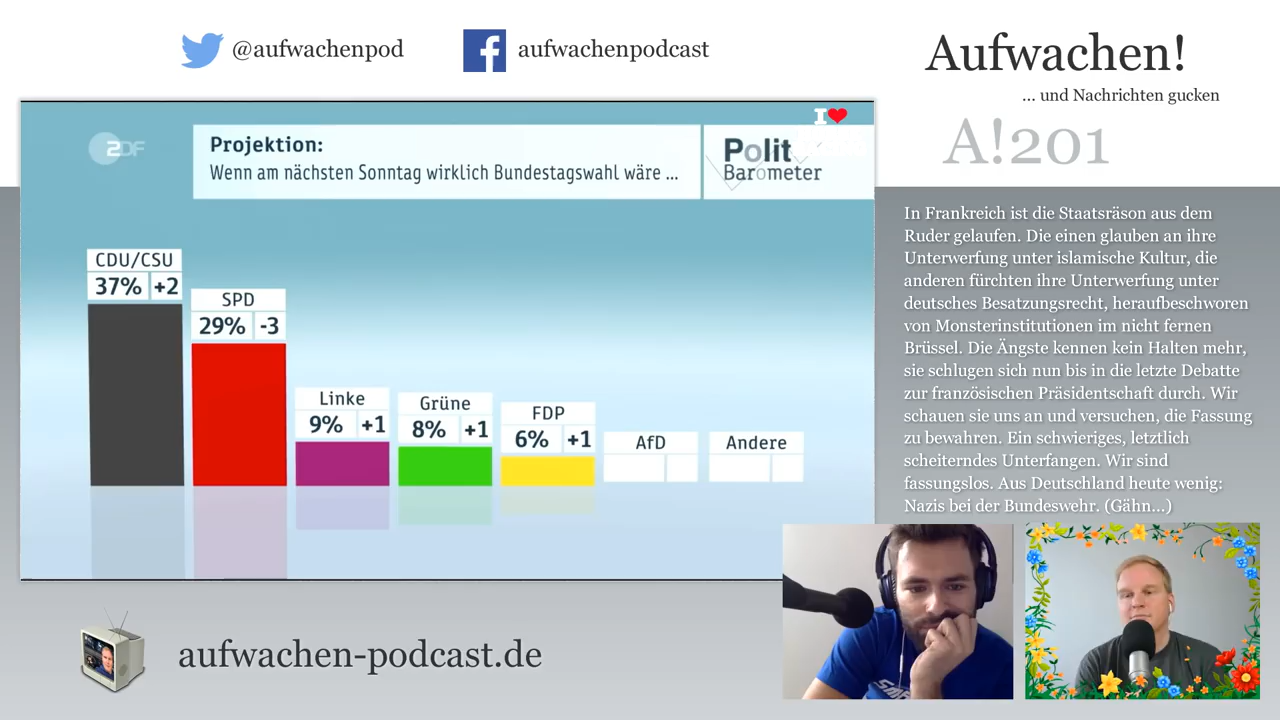 @aufwachenpod
aufwachenpodcast
Aufwachen!
... und Nachrichten gucken
A!201
ZDF
Projektion:
Wenn am nächsten Sonntag wirklich Bundestagswahl wäre ...
I
Polit
Barometer
CDU/CSU
37% +2
SPD
29% -3
Linke
9% +1
Grüne
8% +1
FDP
6% +1
AfD
Andere
In Frankreich ist die Staatsräson aus dem
Ruder gelaufen. Die einen glauben an ihre
Unterwerfung unter islamische Kultur, die
anderen fürchten ihre Unterwerfung unter
deutsches Besatzungsrecht, heraufbeschworen
von Monsterinstitutionen im nicht fernen
Brüssel. Die Ängste kennen kein Halten mehr,
sie schlugen sich nun bis in die letzte Debatte
zur französischen Präsidentschaft durch. Wir
schauen sie uns an und versuchen, die Fassung
zu bewahren. Ein schwieriges, letztlich
scheiterndes Unterfangen. Wir sind
fassungslos. Aus Deutschland heute wenig:
Nazis bei der Bundeswehr. (Gähn...)
aufwachen-podcast.de